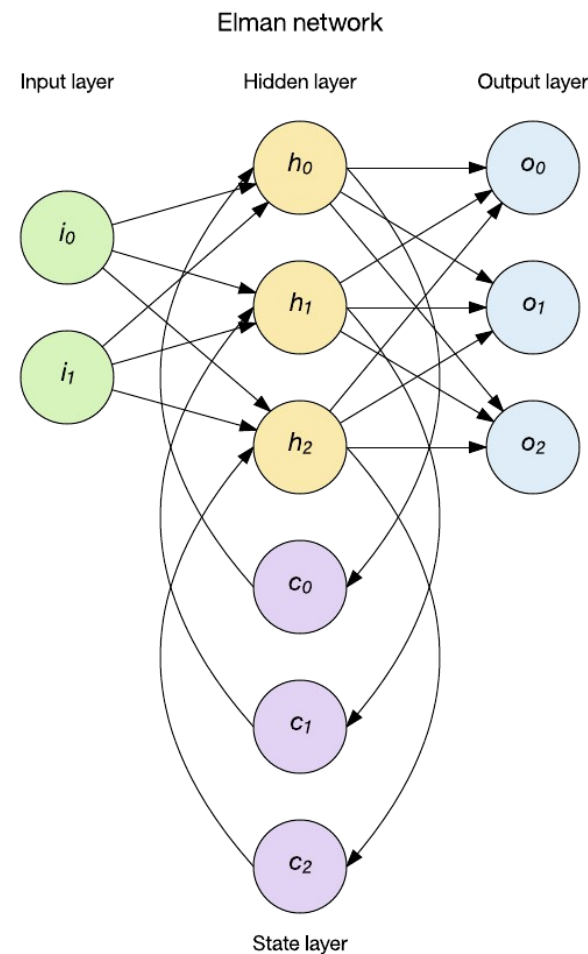 Elman network
Input layer
Hidden layer
Output layer
h0
o0
i0
h1
o1
i1
h2
o2
c0
c1
c2
State layer